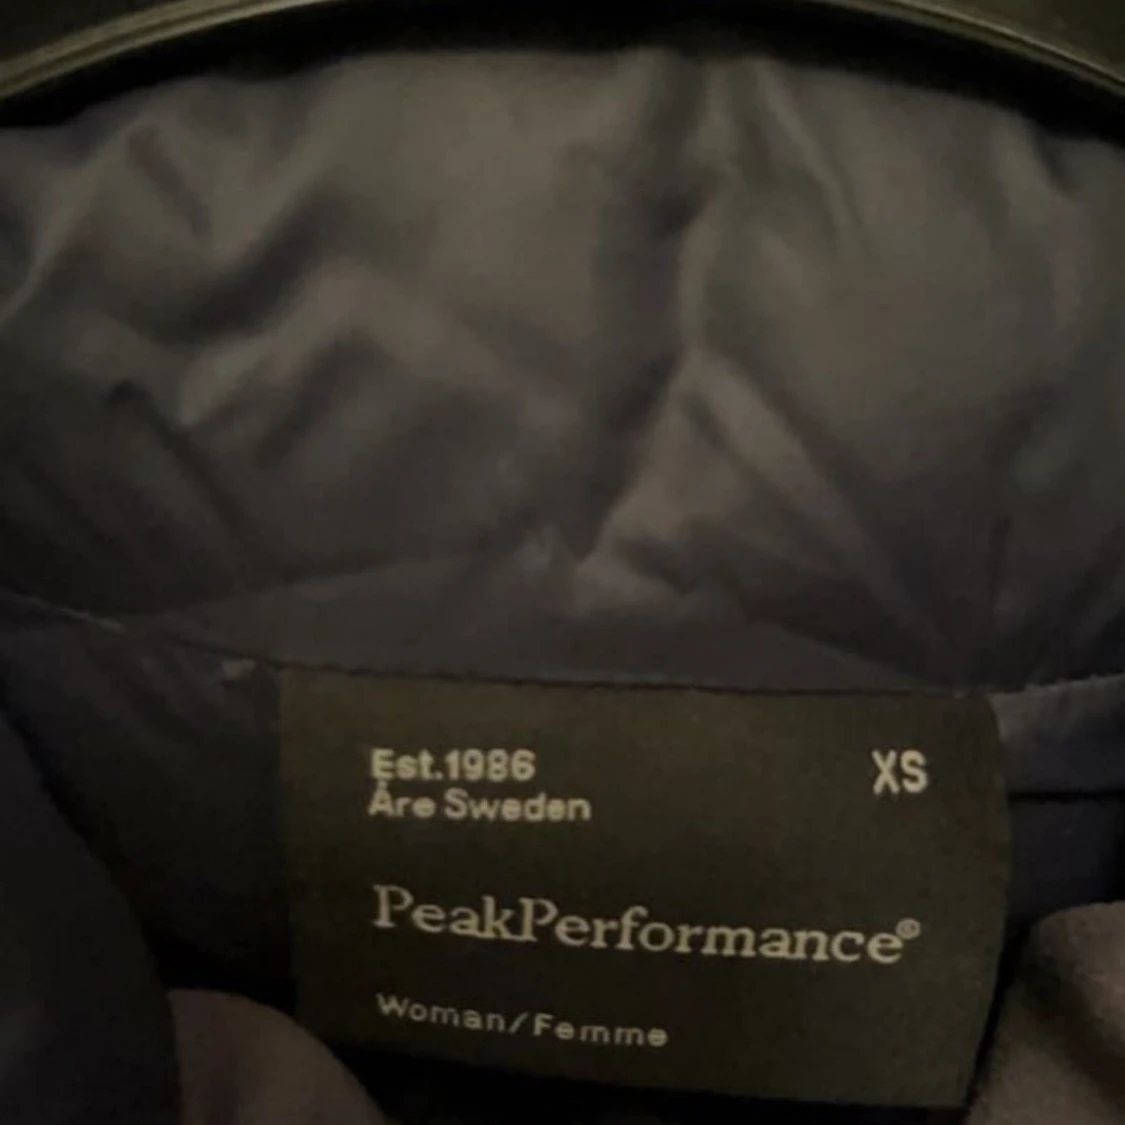 Est.1986
Åre Sweden
XS
PeakPerformance®
Woman/Femme